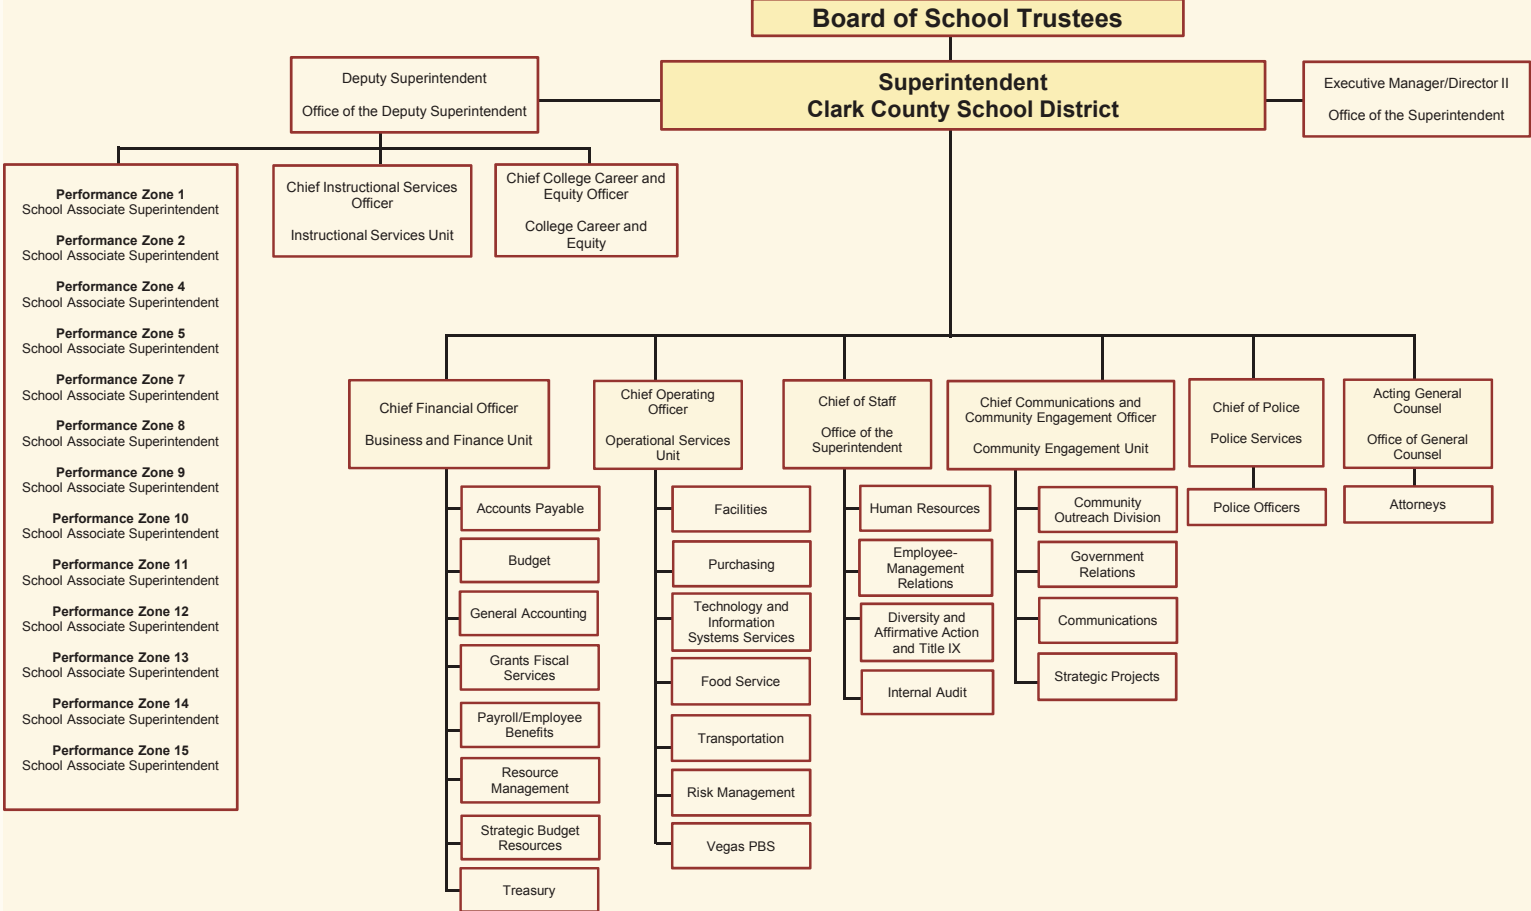 Board of School Trustees
Superintendent
Clark County School District
Deputy Superintendent
Office of the Deputy Superintendent
Executive Manager/Director II
Office of the Superintendent
Performance Zone 1
School Associate Superintendent
Performance Zone 2
School Associate Superintendent
Performance Zone 4
School Associate Superintendent
Performance Zone 5
School Associate Superintendent
Performance Zone 7
School Associate Superintendent
Performance Zone 8
School Associate Superintendent
Performance Zone 9
School Associate Superintendent
Performance Zone 10
School Associate Superintendent
Performance Zone 11
School Associate Superintendent
Performance Zone 12
School Associate Superintendent
Performance Zone 13
School Associate Superintendent
Performance Zone 14
School Associate Superintendent
Performance Zone 15
School Associate Superintendent
Chief Instructional Services
Officer
Instructional Services Unit
Chief College Career and
Equity Officer
College Career and
Equity
Chief Financial Officer
Business and Finance Unit
Accounts Payable
Budget
General Accounting
Grants Fiscal
Services
Payroll/Employee
Benefits
Resource
Management
Strategic Budget
Resources
Treasury
Chief Operating
Officer
Operational Services
Unit
Facilities
Purchasing
Technology and
Information
Systems Services
Food Service
Transportation
Risk Management
Vegas PBS
Chief of Staff
Office of the
Superintendent
Human Resources
Employee-
Management
Relations
Diversity and
Affirmative Action
and Title IX
Internal Audit
Chief Communications and
Community Engagement Officer
Community Engagement Unit
Community
Outreach Division
Government
Relations
Communications
Strategic Projects
Chief of Police
Police Services
Police Officers
Acting General
Counsel
Office of General
Counsel
Attorneys